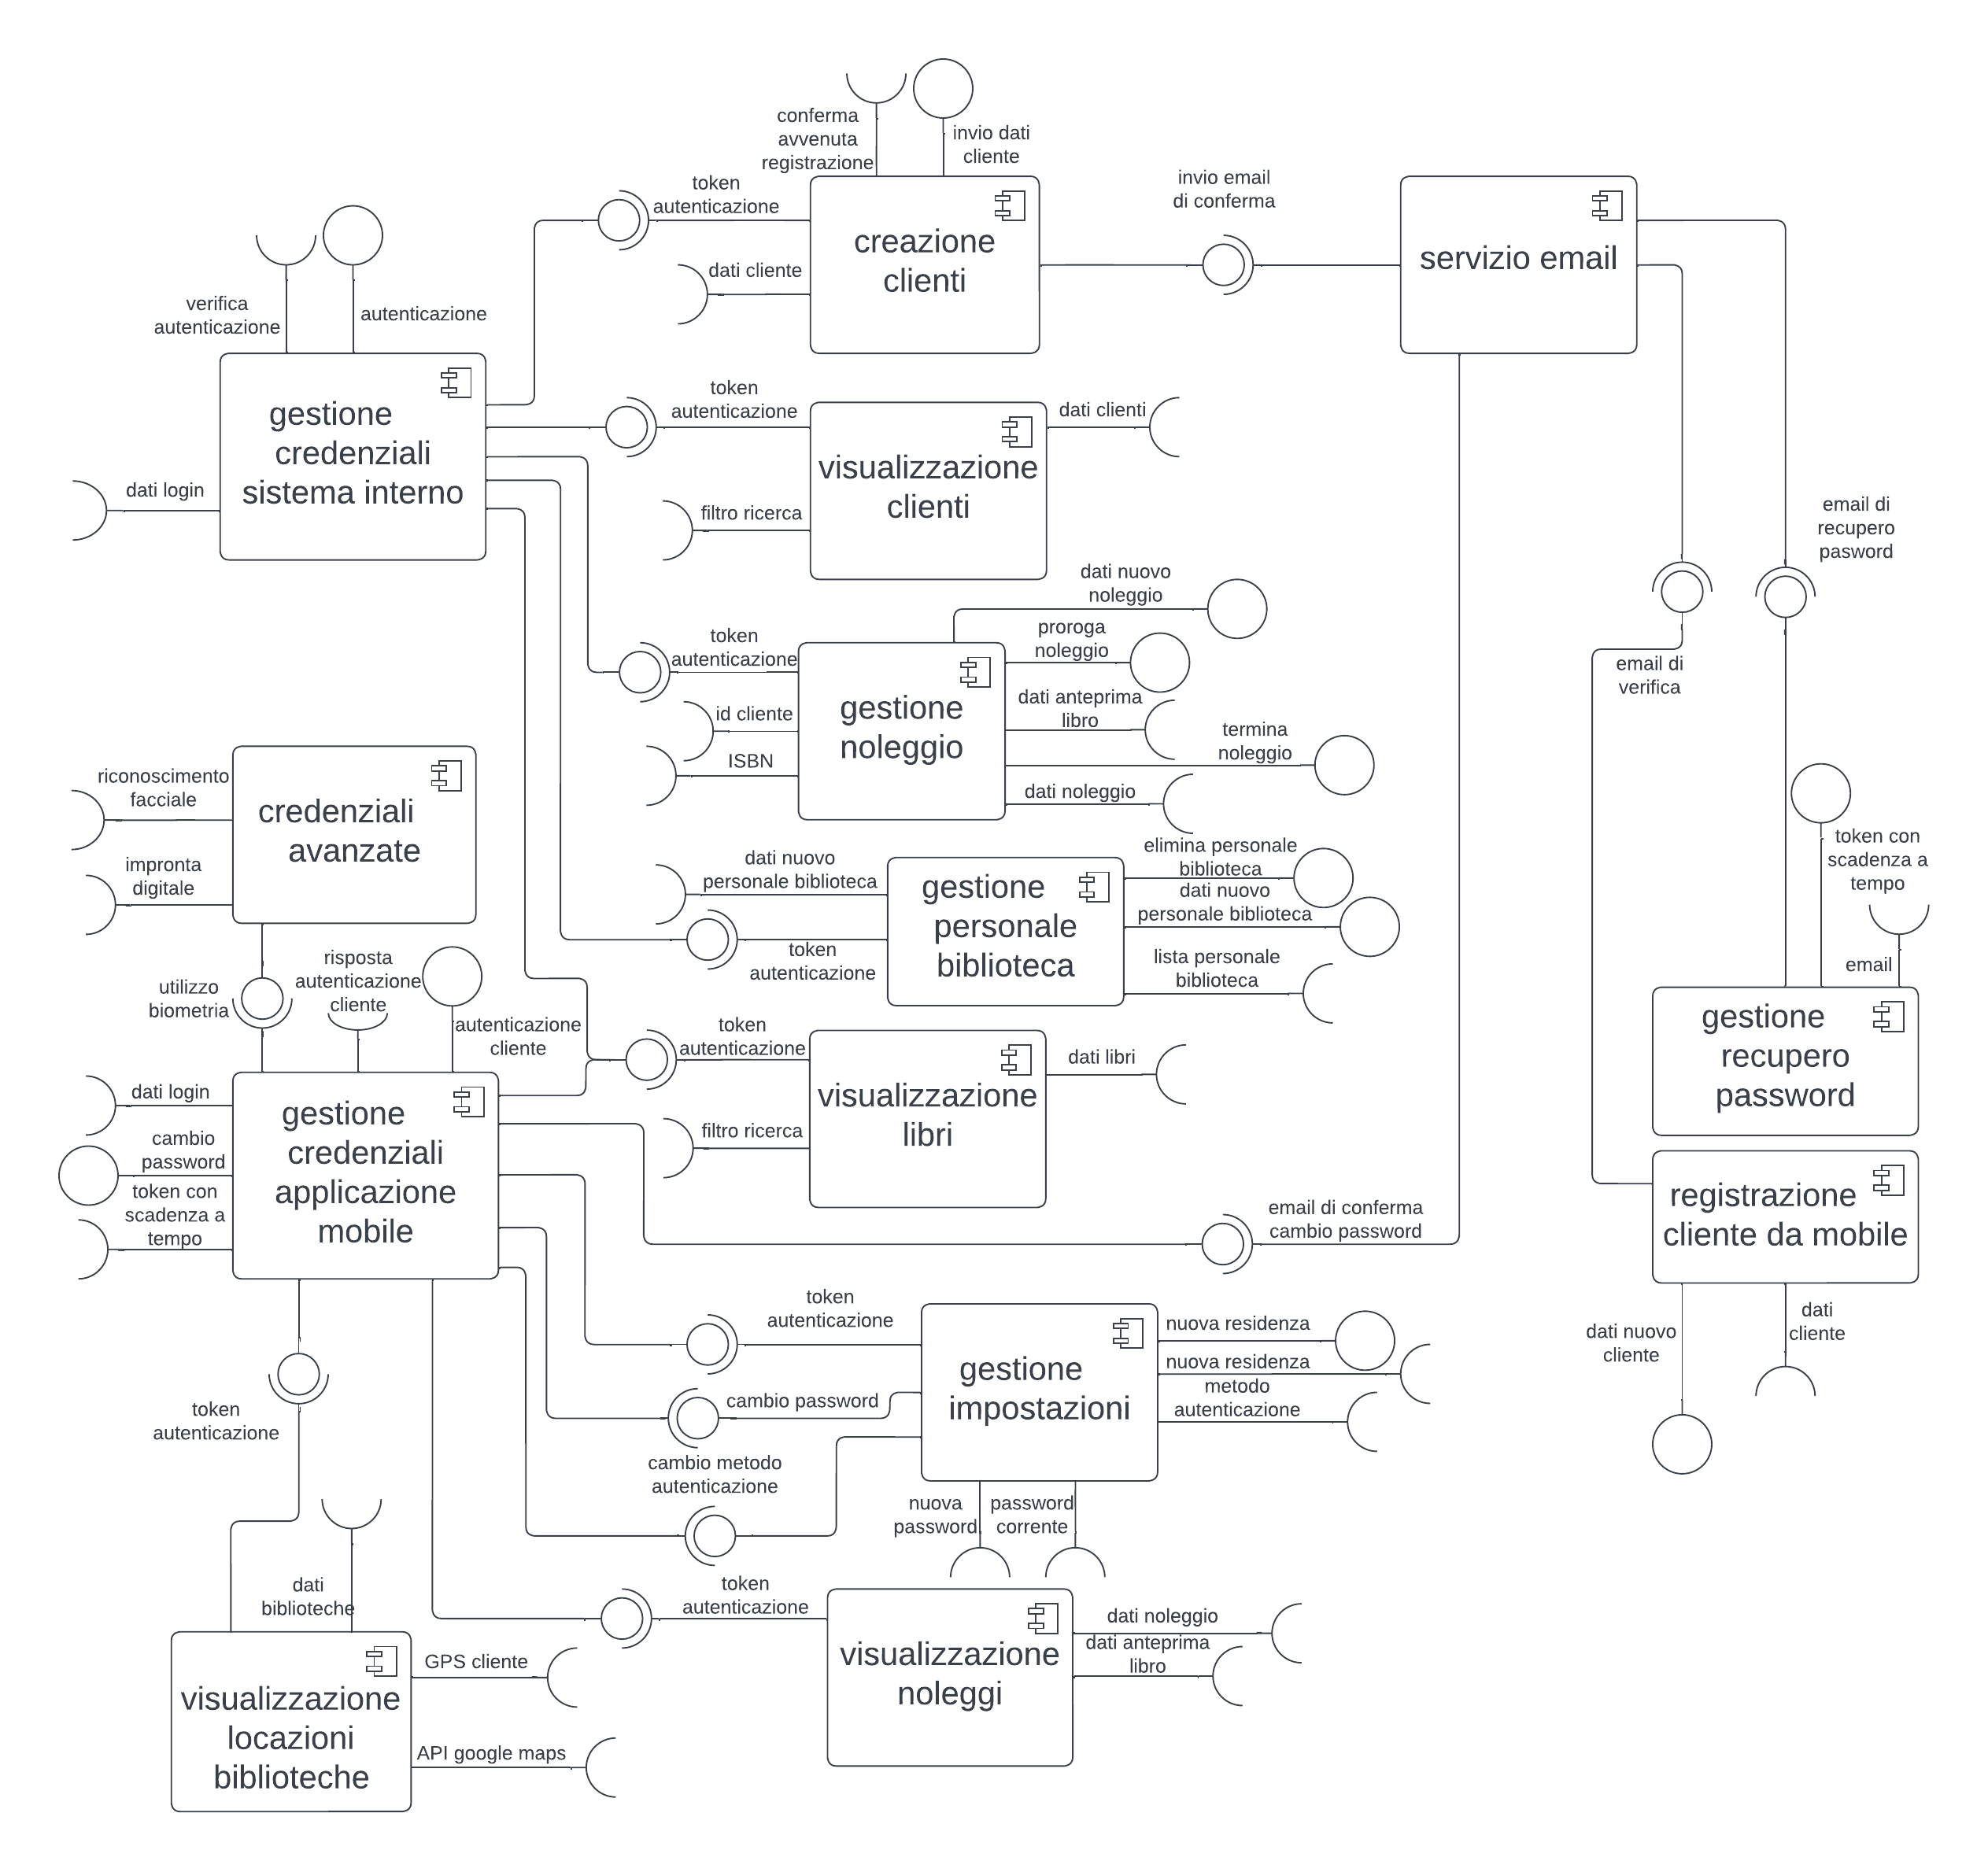 conferma
avvenuta
registrazione
invio dati
cliente
token
autenticazione
invio email
di conferma
creazione
clienti
servizio email
dati cliente
verifica
autenticazione
autenticazione
gestione
credenziali
sistema interno
dati login
token
autenticazione
dati clienti
visualizzazione
clienti
filtro ricerca
email di
recupero
pasword
dati nuovo
noleggio
token
autenticazione
proroga
noleggio
email di
verifica
gestione
noleggio
id cliente
ISBN
dati anteprima
libro
termina
noleggio
dati noleggio
riconoscimento
facciale
credenziali
avanzate
impronta
digitale
dati nuovo
personale biblioteca
gestione
personale
biblioteca
elimina personale
biblioteca
dati nuovo
personale biblioteca
token
autenticazione
lista personale
biblioteca
token con
scadenza a
tempo
email
utilizzo
biometria
risposta
autenticazione
cliente
autenticazione
cliente
token
autenticazione
dati libri
visualizzazione
libri
filtro ricerca
gestione
recupero
password
dati login
cambio
password
token con
scadenza a
tempo
gestione
credenziali
applicazione
mobile
email di conferma
cambio password
registrazione
cliente da mobile
dati nuovo
cliente
dati
cliente
token
autenticazione
gestione
impostazioni
nuova residenza
nuova residenza
metodo
autenticazione
cambio password
token
autenticazione
cambio metodo
autenticazione
nuova
password
password
corrente
dati
biblioteche
token
autenticazione
visualizzazione
noleggi
dati noleggio
dati anteprima
libro
visualizzazione
locazioni
biblioteche
GPS cliente
API google maps